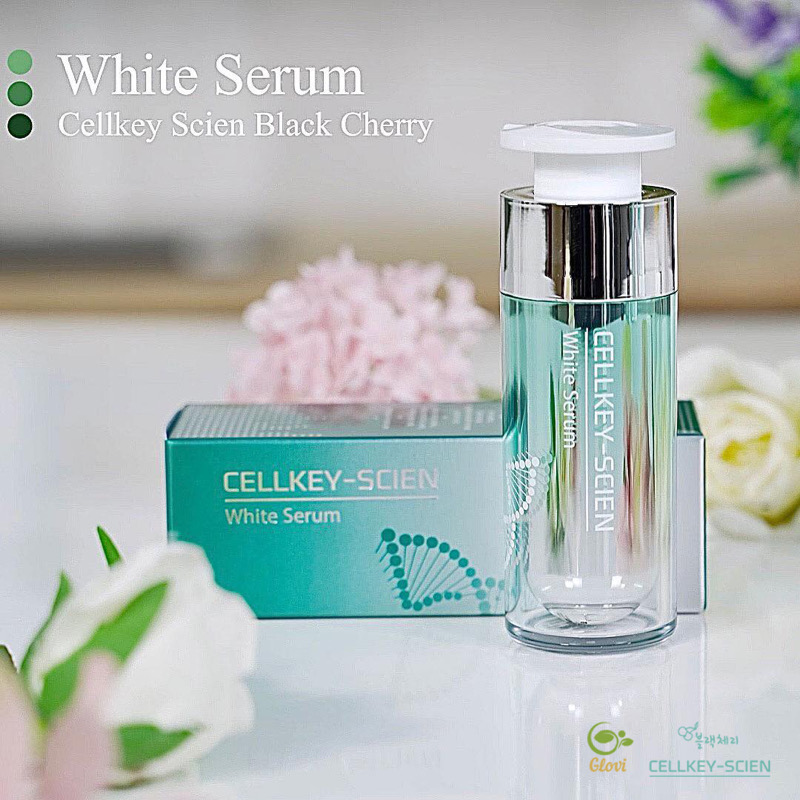 White Serum
Cellkey Scien Black Cherry
CELLKEY-SCIEN
White Serum
CELLKEY-SCIEN
White Serum
Glovi
블랙체리
CELLKEY-SCIEN